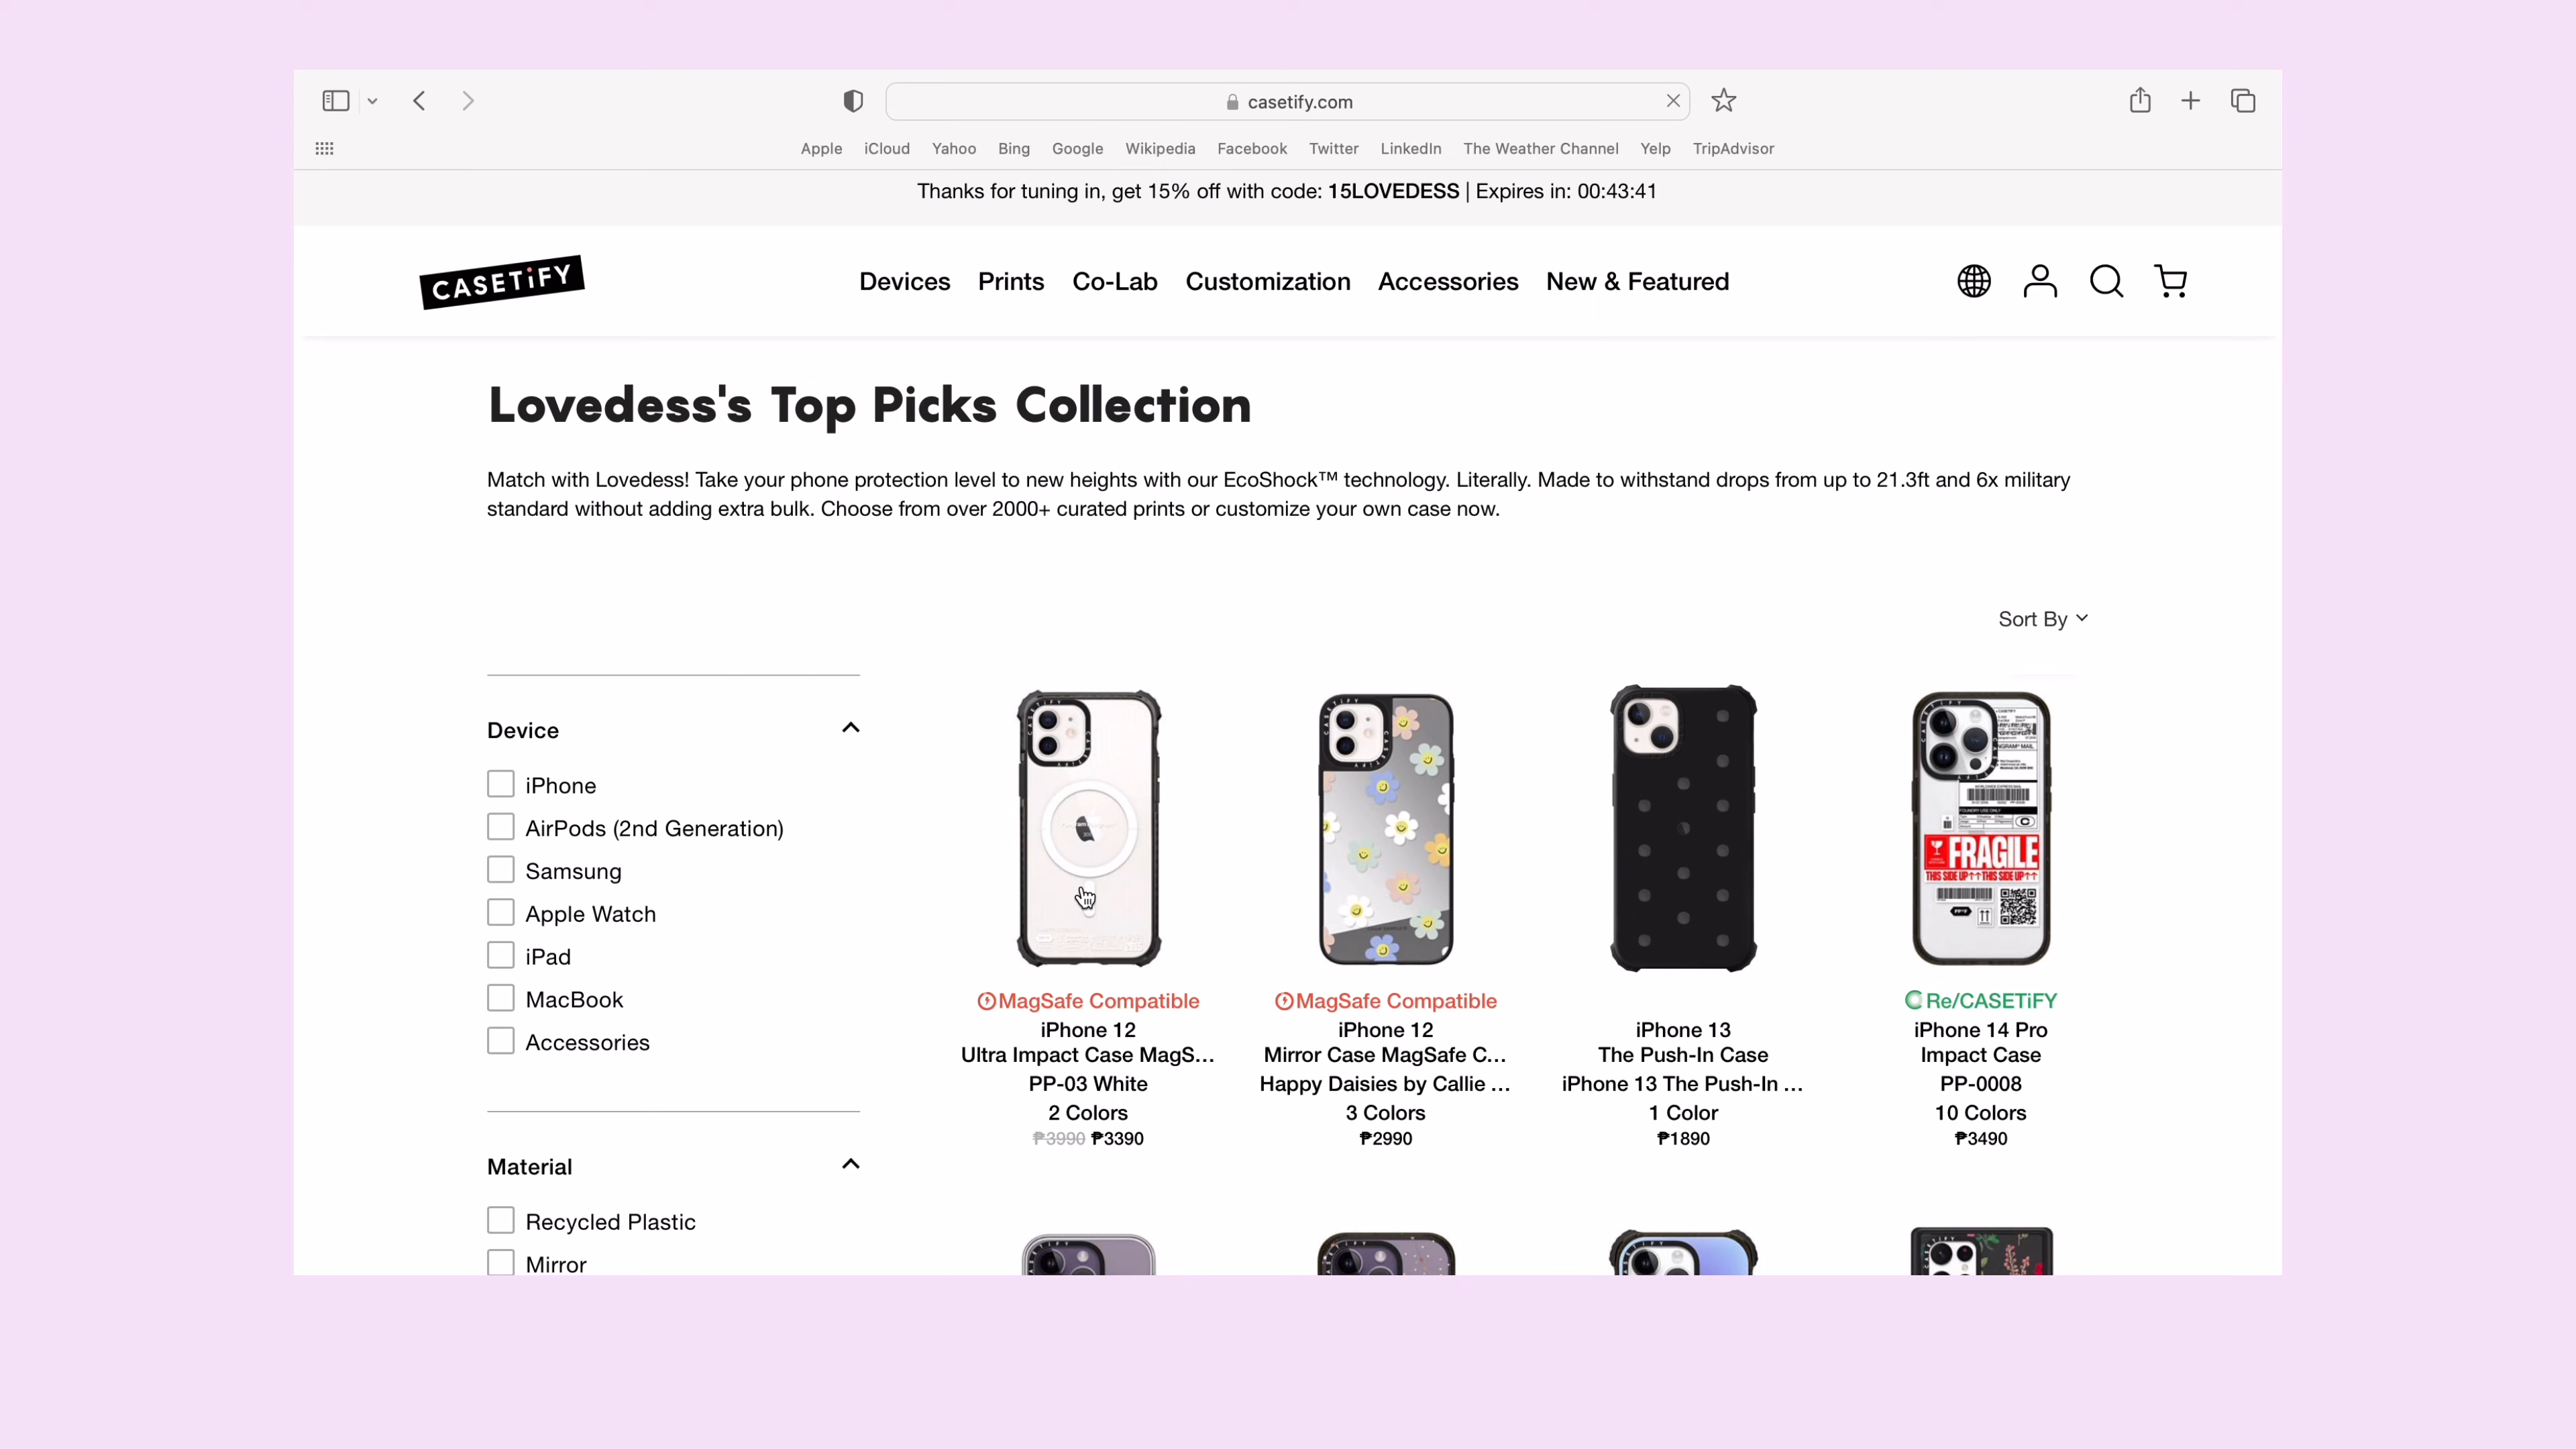 casetify.com
Apple iCloud Yahoo Bing Google Wikipedia Facebook Twitter LinkedIn The Weather Channel Yelp TripAdvisor
Thanks for tuning in, get 15% off with code: 15LOVEDESS | Expires in: 00:43:41
CASETiFY
Devices Prints Co-Lab Customization Accessories New & Featured
Lovedess's Top Picks Collection
Match with Lovedess! Take your phone protection level to new heights with our EcoShock™ technology. Literally. Made to withstand drops from up to 21.3ft and 6x military
standard without adding extra bulk. Choose from over 2000+ curated prints or customize your own case now.
Sort By
Device
iPhone
AirPods (2nd Generation)
Samsung
Apple Watch
iPad
MacBook
Accessories
Material
Recycled Plastic
Mirror
MagSafe Compatible
iPhone 12
Ultra Impact Case MagS...
PP-03 White
2 Colors
₱3990 ₱3390
MagSafe Compatible
iPhone 12
Mirror Case MagSafe C...
Happy Daisies by Callie ...
3 Colors
₱2990
iPhone 13
The Push-In Case
iPhone 13 The Push-In ...
1 Color
₱1890
FRAGILE
THIS SIDE UP↑↑THIS SIDE UP↑↑
Re/CASETiFY
iPhone 14 Pro
Impact Case
PP-0008
10 Colors
₱3490